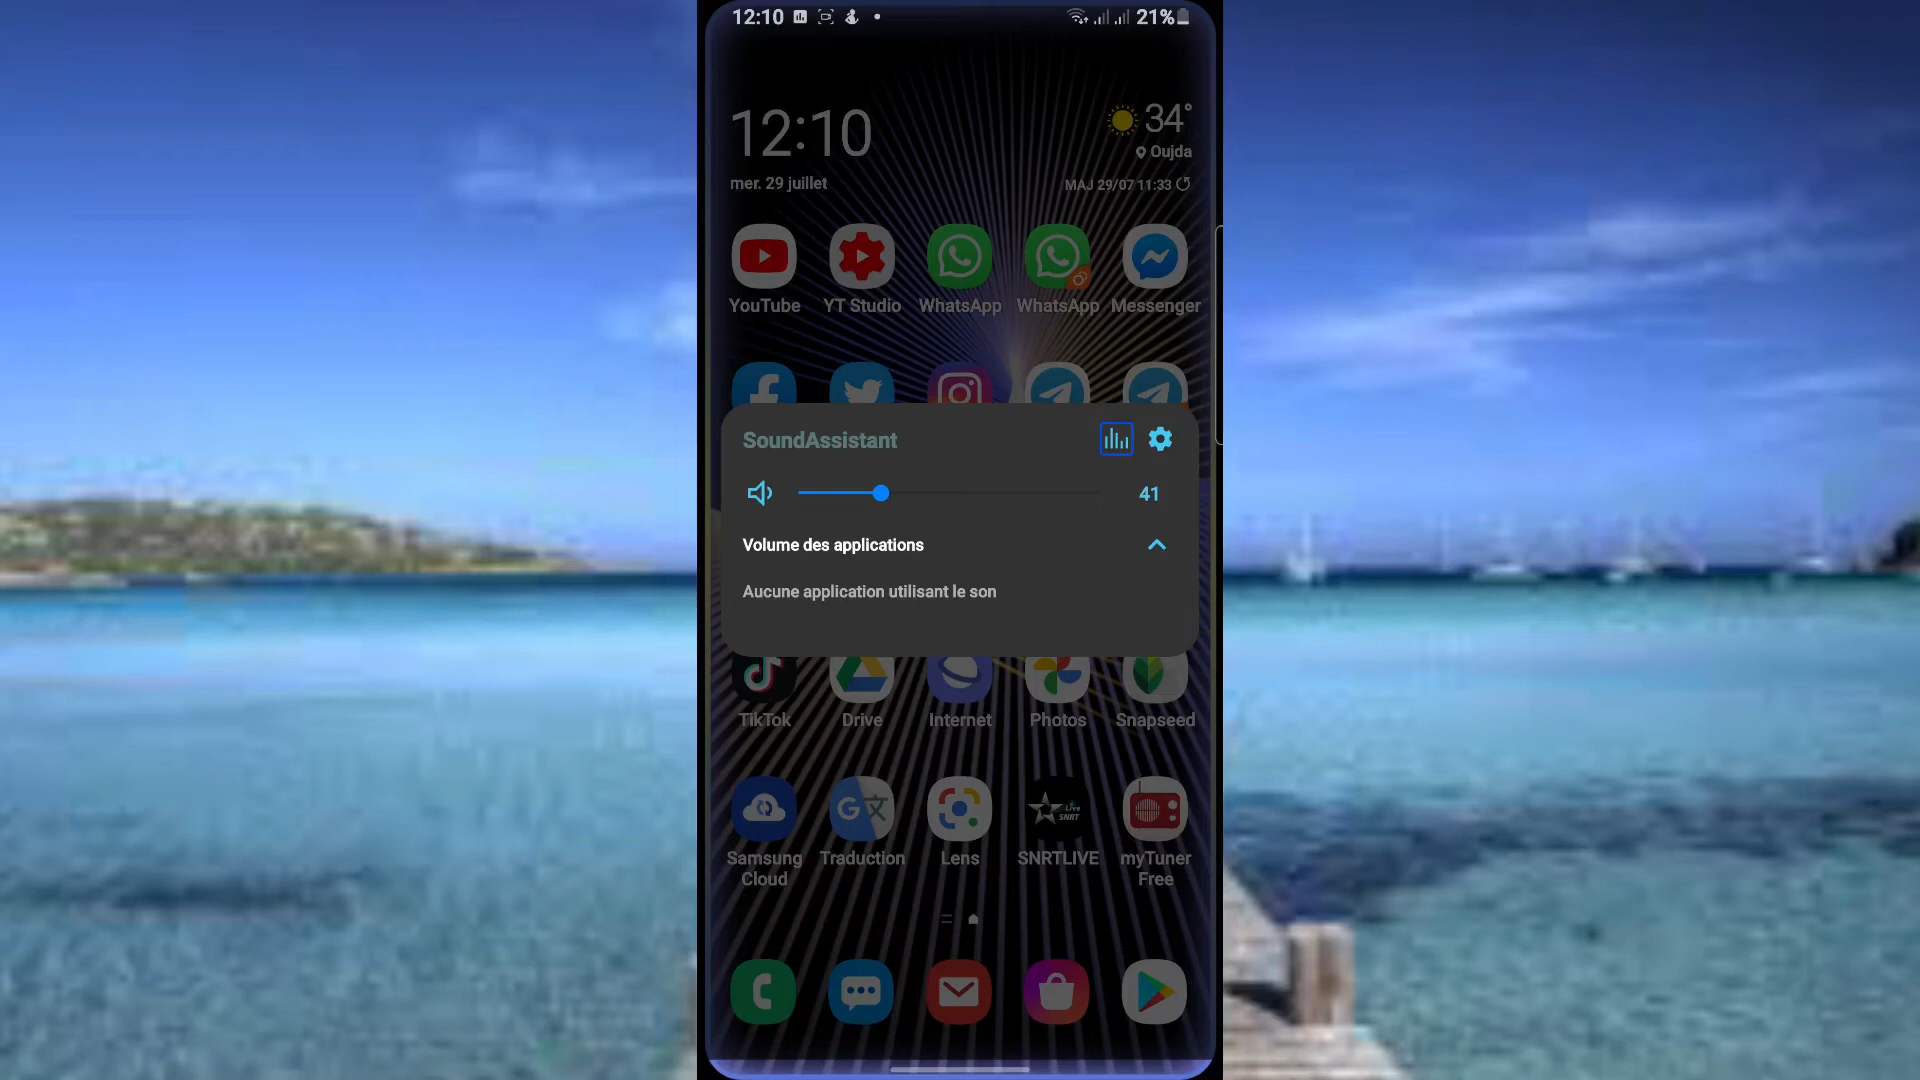 12:10
21%
12:10
34°
Oujda
mer. 29 juillet
MAJ 29/07 11:33
YouTube
YT Studio
WhatsApp
WhatsApp
Messenger
SoundAssistant
41
Volume des applications
Aucune application utilisant le son
TikTok
Drive
Internet
Photos
Snapseed
Live
SNRT
Samsung Cloud
Traduction
Lens
SNRTLIVE
myTuner Free